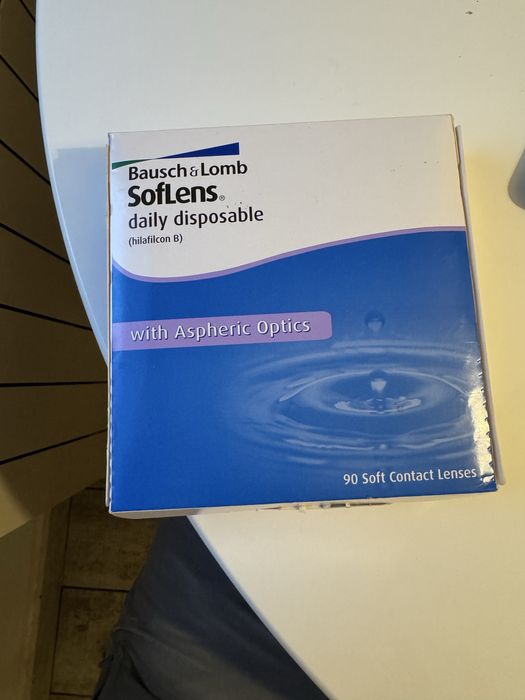 Bausch & Lomb
SofLens®
daily disposable
(hilafilcon B)
with Aspheric Optics
90 Soft Contact Lenses